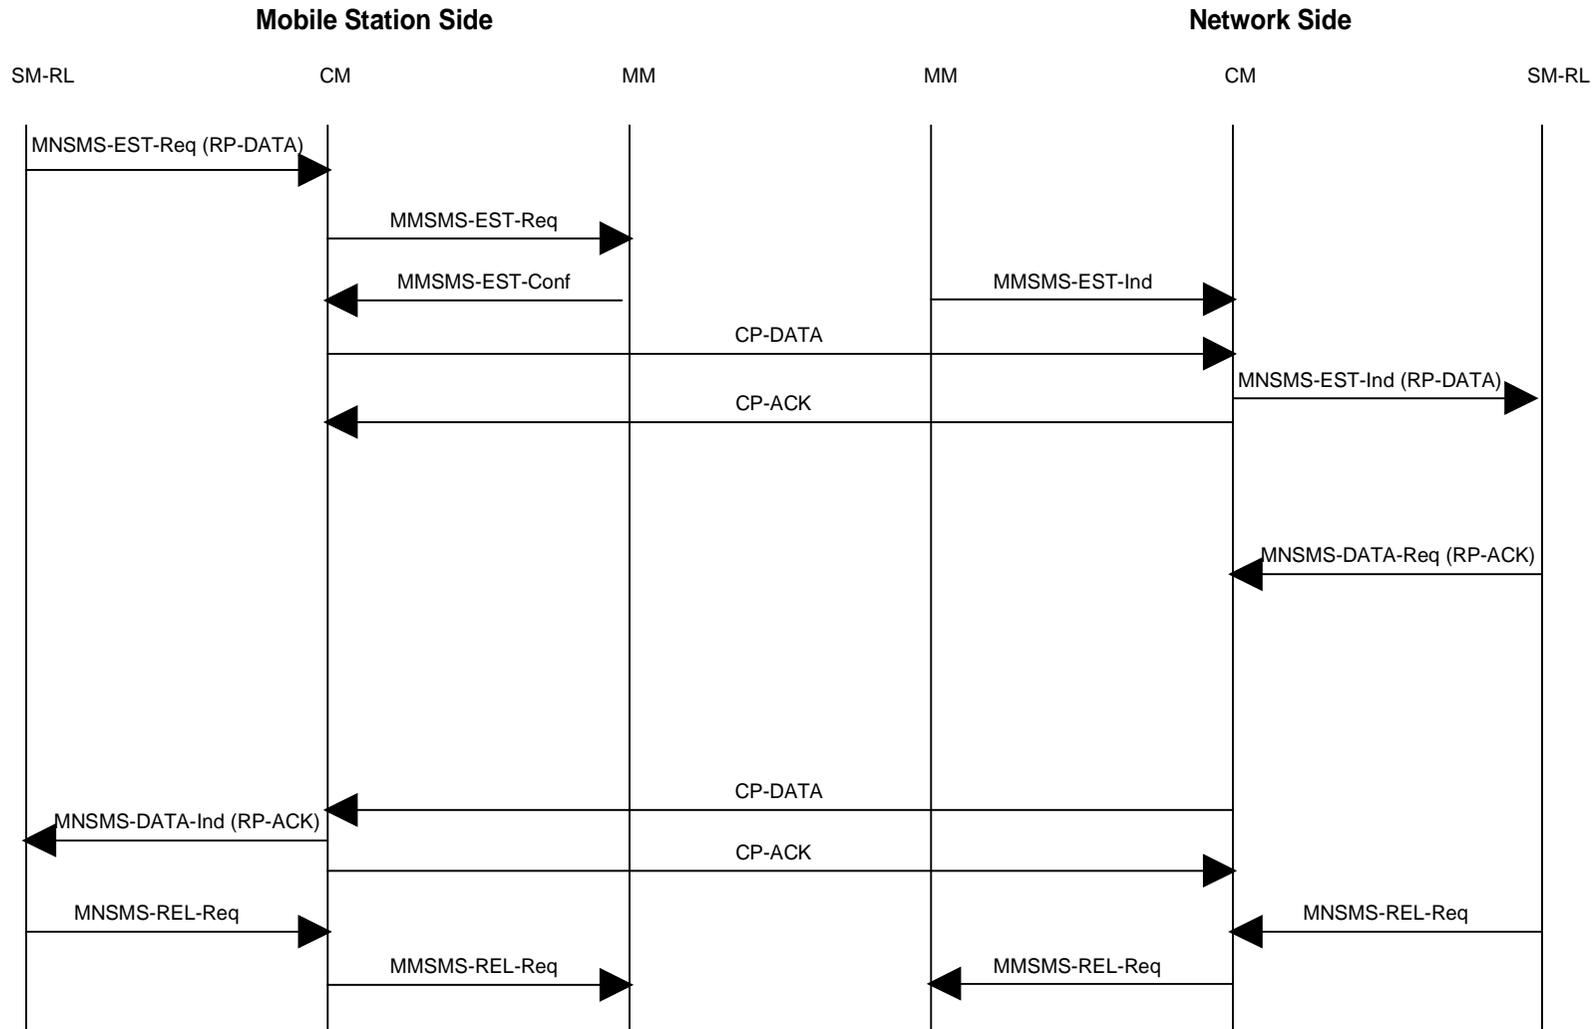 Mobile Station Side Network Side
SM-RL CM MM MM CM SM-RL
MNSMS-EST-Req (RP-DATA)
MMSMS-EST-Req
MMSMS-EST-Conf MMSMS-EST-Ind
CP-DATA
MNSMS-EST-Ind (RP-DATA)
CP-ACK
MNSMS-DATA-Req (RP-ACK)
CP-DATA
MNSMS-DATA-Ind (RP-ACK)
CP-ACK
MNSMS-REL-Req MNSMS-REL-Req
MMSMS-REL-Req MMSMS-REL-Req